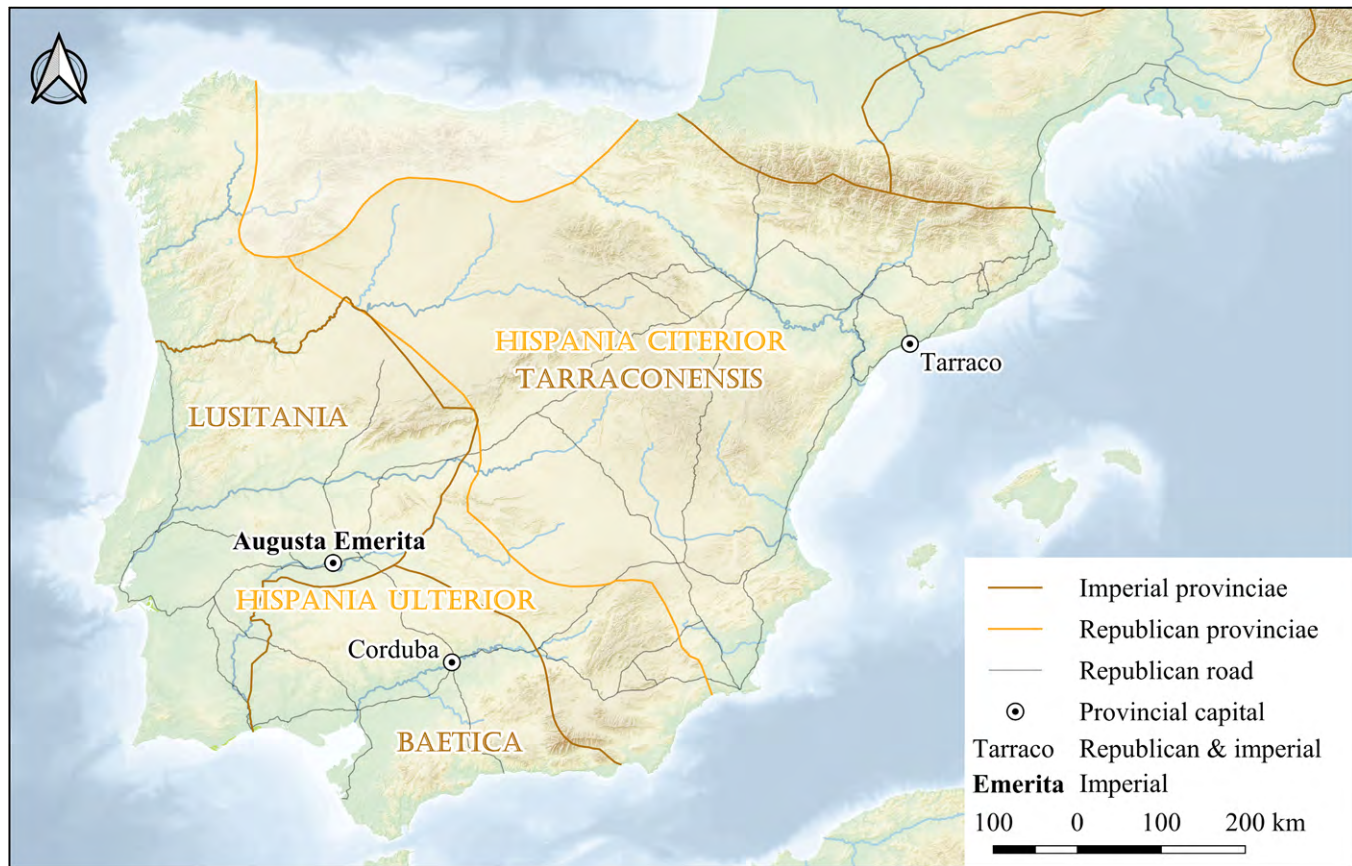 HISPANIA CITERIOR
TARRACONENSIS
Tarraco
LUSITANIA
Augusta Emerita
HISPANIA ULTERIOR
Corduba
BAETICA
Imperial provinciae
Republican provinciae
Republican road
Provincial capital
Tarraco Republican & imperial
Emerita Imperial
100 0 100 200 km